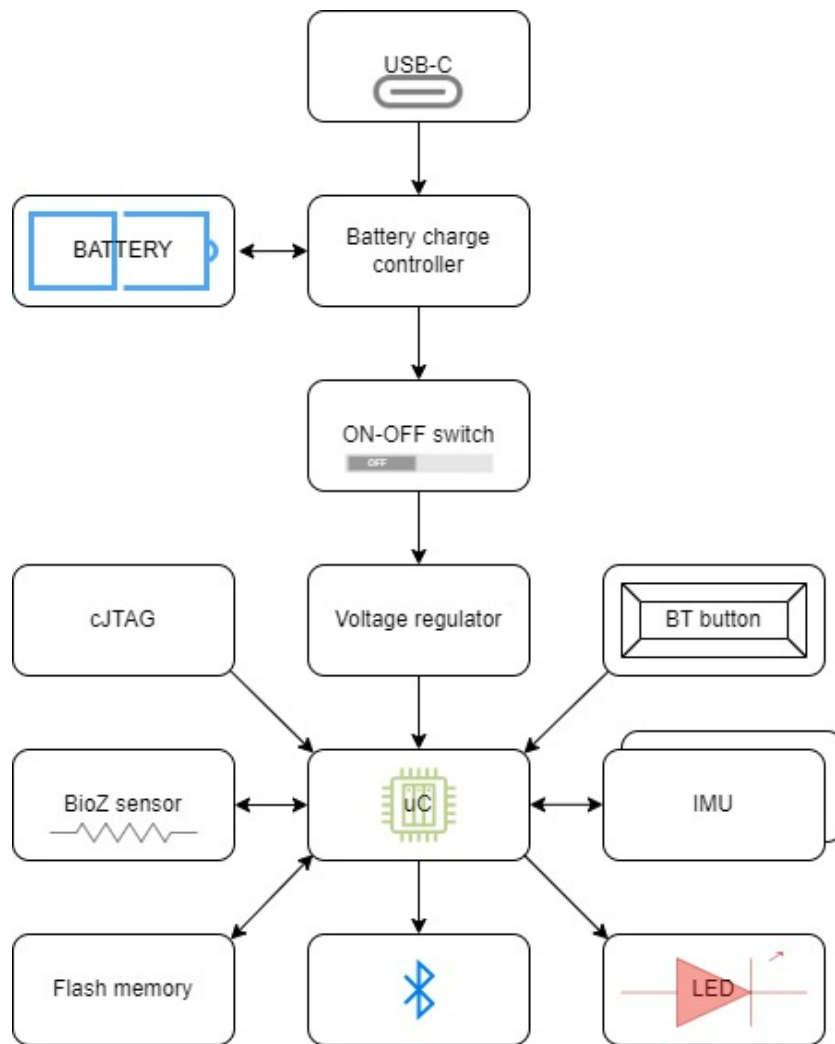 USB-C
BATTERY
Battery charge
controller
ON-OFF switch
OFF
cJTAG
Voltage regulator
BT button
BioZ sensor
uC
IMU
Flash memory
LED